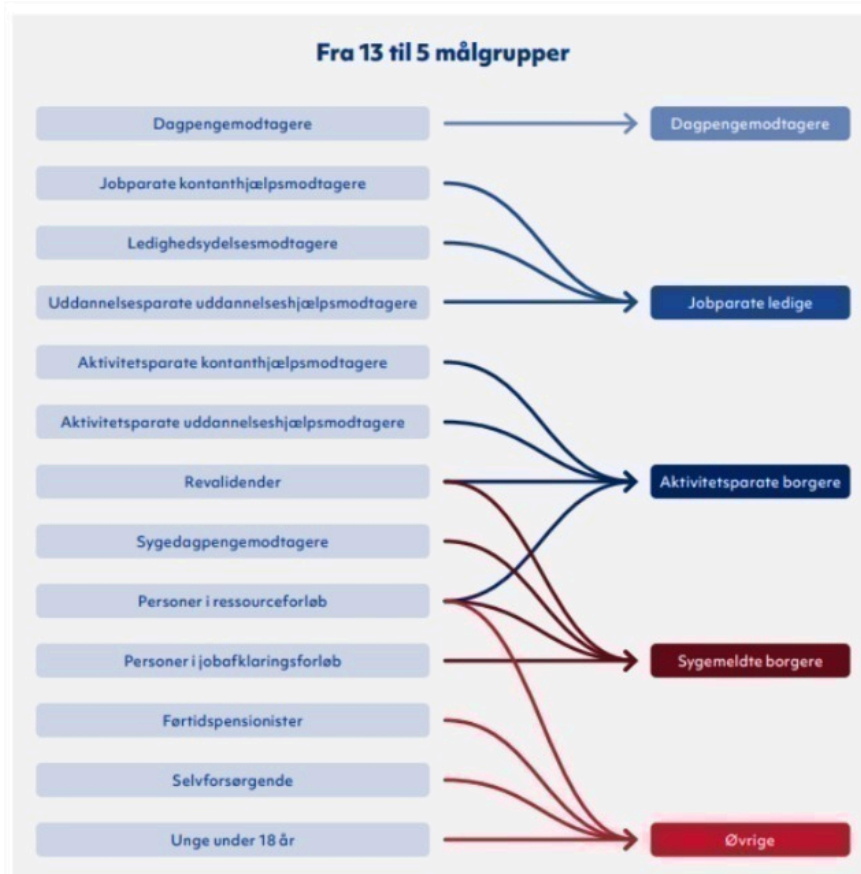 Fra 13 til 5 målgrupper
Dagpengemodtagere
Dagpengemodtagere
Jobparate kontanthjælpsmodtagere
Ledighedsydelsesmodtagere
Uddannelsesparate uddannelseshjælpsmodtagere
Jobparate ledige
Aktivitetsparate kontanthjælpsmodtagere
Aktivitetsparate uddannelseshjælpsmodtagere
Revalidender
Aktivitetsparate borgere
Sygedagpengemodtagere
Personer i ressourceforløb
Personer i jobafklaringsforløb
Sygemeldte borgere
Førtidspensionister
Selvforsørgende
Unge under 18 år
Øvrige